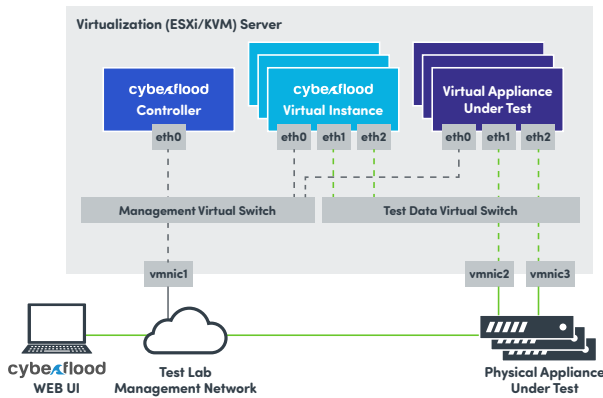 Virtualization (ESXi/KVM) Server
cyberflood
Controller
cyberflood
Virtual Instance
Virtual Appliance
Under Test
eth0
eth0
eth1
eth2
eth0
eth1
eth2
Management Virtual Switch
Test Data Virtual Switch
vmnic1
vmnic2
vmnic3
cyberflood
WEB UI
Test Lab
Management Network
Physical Appliance
Under Test